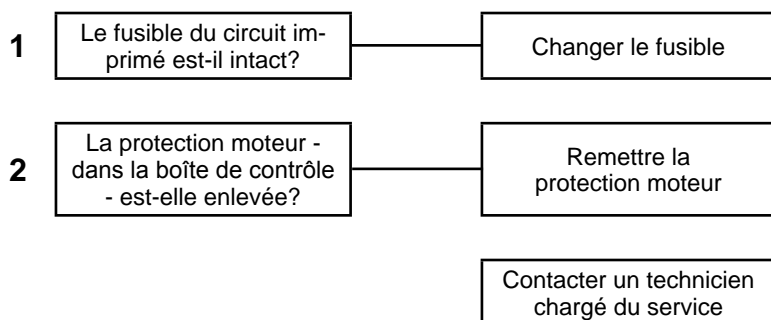 1
Le fusible du circuit im-
primé est-il intact?
Changer le fusible
2
La protection moteur -
dans la boîte de contrôle
- est-elle enlevée?
Remettre la
protection moteur
Contacter un technicien
chargé du service